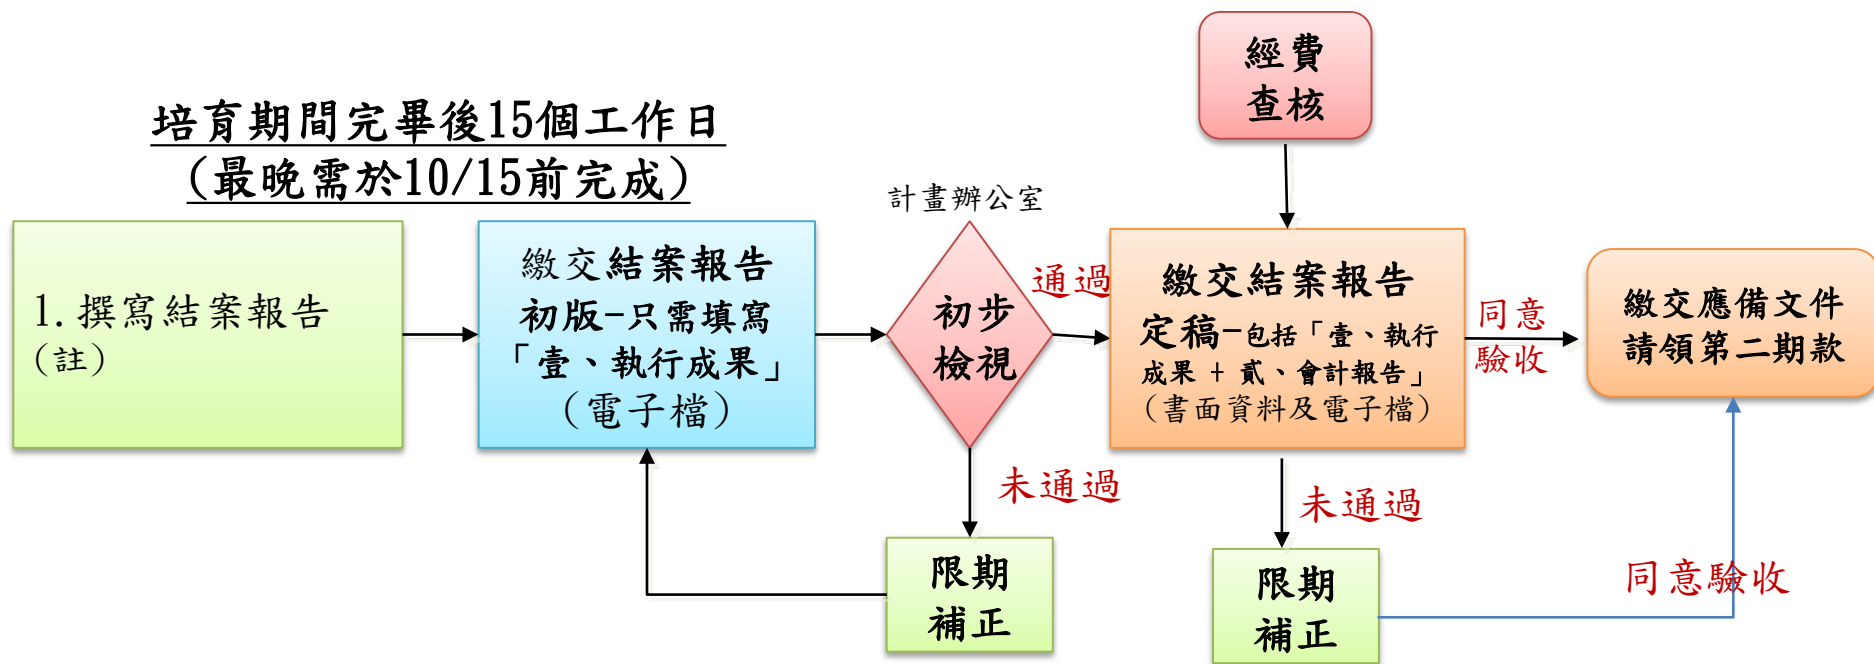 經費
查核
培育期間完畢後15個工作日
(最晚需於10/15前完成)
計畫辦公室
1.撰寫結案報告
(註)
繳交結案報告
初版-只需填寫
「壹、執行成果」
(電子檔)
初步
檢視
通過
繳交結案報告
定稿-包括「壹、執行
成果 + 貳、會計報告」
(書面資料及電子檔)
同意
驗收
繳交應備文件
請領第二期款
未通過
限期
補正
未通過
限期
補正
同意驗收